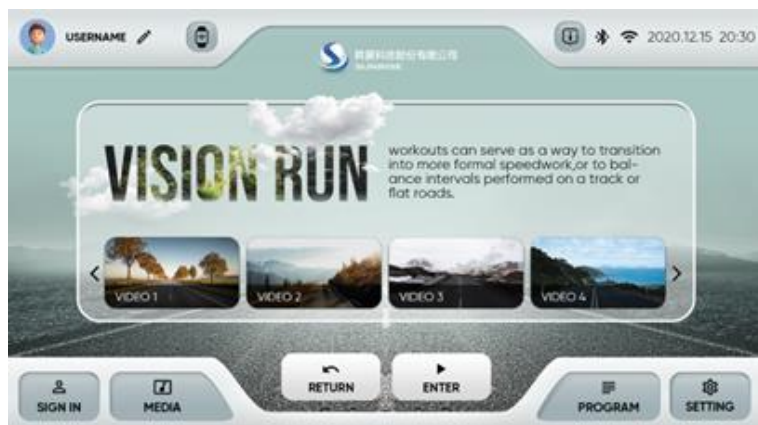 USERNAME
2020.12.15 20:30
VISION RUN
workouts can serve as a way to transition
into more formal speedwork,or to bal-
ance intervals performed on a track or
flat roads.
VIDEO 1
VIDEO 2
VIDEO 3
VIDEO 4
RETURN
ENTER
SIGN IN
MEDIA
PROGRAM
SETTING